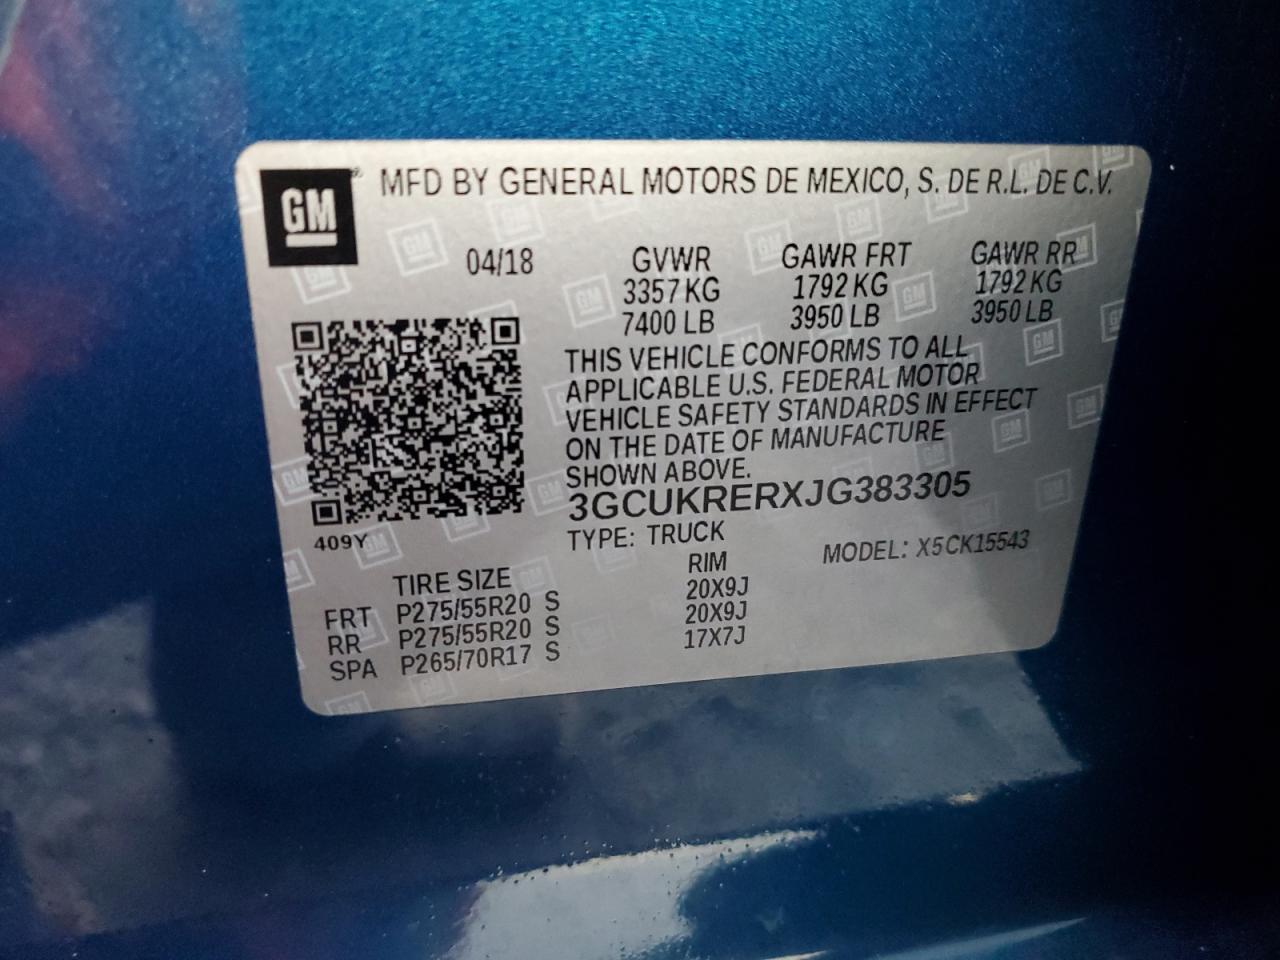 GM MFD BY GENERAL MOTORS DE MEXICO, S. DE R.L. DE C.V.
04/18 GVWR GAWR FRT GAWR RR
3357 KG 1792 KG 1792 KG
7400 LB 3950 LB 3950 LB
THIS VEHICLE CONFORMS TO ALL
APPLICABLE U.S. FEDERAL MOTOR
VEHICLE SAFETY STANDARDS IN EFFECT
ON THE DATE OF MANUFACTURE
SHOWN ABOVE.
3GCUKRERXJG383305
409Y TYPE: TRUCK MODEL: X5CK15543
TIRE SIZE RIM
FRT P275/55R20 S 20X9J
RR P275/55R20 S 20X9J
SPA P265/70R17 S 17X7J